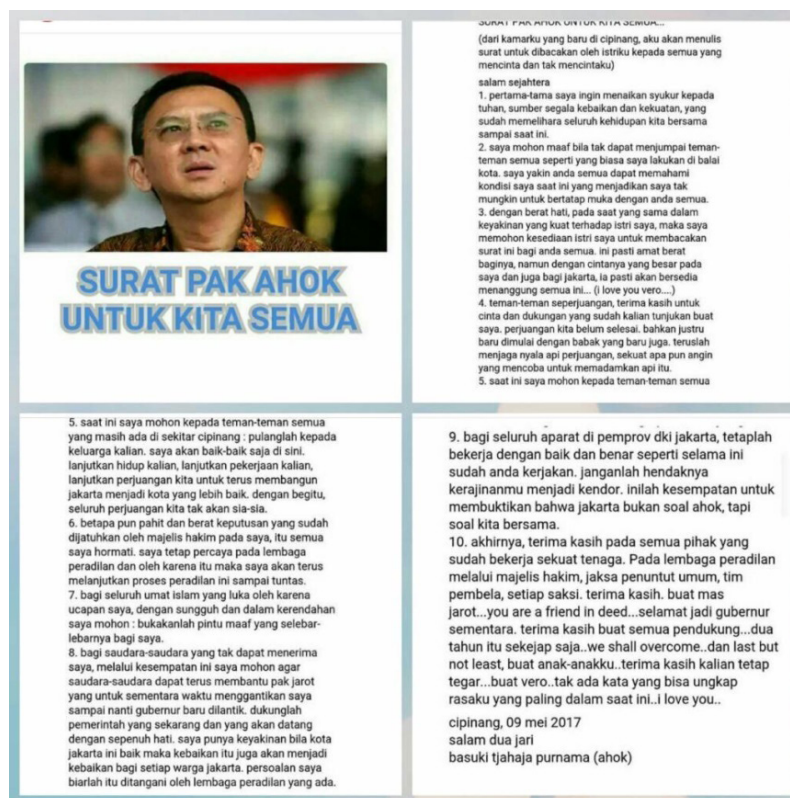 SURAT PAK AHOK
UNTUK KITA SEMUA
SURAT PAK AHOK UNTUK KITA SEMUA...
(dari kamarku yang baru di cipinang, aku akan menulis
surat untuk dibacakan oleh istriku kepada semua yang
mencinta dan tak mencintaku)
salam sejahtera
1. pertama-tama saya ingin menaikan syukur kepada
tuhan, sumber segala kebaikan dan kekuatan, yang
sudah memelihara seluruh kehidupan kita bersama
sampai saat ini.
2. saya mohon maaf bila tak dapat menjumpai teman-
teman semua seperti yang biasa saya lakukan di balai
kota. saya yakin anda semua dapat memahami
kondisi saya saat ini yang menjadikan saya tak
mungkin untuk bertatap muka dengan anda semua.
3. dengan berat hati, pada saat yang sama dalam
keyakinan yang kuat terhadap istri saya, maka saya
memohon kesediaan istri saya untuk membacakan
surat ini bagi anda semua. ini pasti amat berat
baginya, namun dengan cintanya yang besar pada
saya dan juga bagi jakarta, ia pasti akan bersedia
menanggung semua ini... (i love you vero....)
4. teman-teman seperjuangan, terima kasih untuk
cinta dan dukungan yang sudah kalian tunjukan buat
saya. perjuangan kita belum selesai. bahkan justru
baru dimulai dengan babak yang baru juga. teruslah
menjaga nyala api perjuangan, sekuat apa pun angin
yang mencoba untuk memadamkan api itu.
5. saat ini saya mohon kepada teman-teman semua
5. saat ini saya mohon kepada teman-teman semua
yang masih ada di sekitar cipinang : pulanglah kepada
keluarga kalian. saya akan baik-baik saja di sini.
lanjutkan hidup kalian, lanjutkan pekerjaan kalian,
lanjutkan perjuangan kita untuk terus membangun
jakarta menjadi kota yang lebih baik. dengan begitu,
seluruh perjuangan kita tak akan sia-sia.
6. betapa pun pahit dan berat keputusan yang sudah
dijatuhkan oleh majelis hakim pada saya, itu semua
saya hormati. saya tetap percaya pada lembaga
peradilan dan oleh karena itu maka saya akan terus
melanjutkan proses peradilan ini sampai tuntas.
7. bagi seluruh umat islam yang luka oleh karena
ucapan saya, dengan sungguh dan dalam kerendahan
saya mohon : bukakanlah pintu maaf yang selebar-
lebarnya bagi saya.
8. bagi saudara-saudara yang tak dapat menerima
saya, melalui kesempatan ini saya mohon agar
saudara-saudara dapat terus membantu pak jarot
yang untuk sementara waktu menggantikan saya
sampai nanti gubernur baru dilantik. dukunglah
pemerintah yang sekarang dan yang akan datang
dengan sepenuh hati. saya punya keyakinan bila kota
jakarta ini baik maka kebaikan itu juga akan menjadi
kebaikan bagi setiap warga jakarta. persoalan saya
biarlah itu ditangani oleh lembaga peradilan yang ada.
9. bagi seluruh aparat di pemprov dki jakarta, tetaplah
bekerja dengan baik dan benar seperti selama ini
sudah anda kerjakan. janganlah hendaknya
kerajinanmu menjadi kendor. inilah kesempatan untuk
membuktikan bahwa jakarta bukan soal ahok, tapi
soal kita bersama.
10. akhirnya, terima kasih pada semua pihak yang
sudah bekerja sekuat tenaga. Pada lembaga peradilan
melalui majelis hakim, jaksa penuntut umum, tim
pembela, setiap saksi. terima kasih. buat mas
jarot...you are a friend in deed...selamat jadi gubernur
sementara. terima kasih buat semua pendukung...dua
tahun itu sekejap saja..we shall overcome..dan last but
not least, buat anak-anakku..terima kasih kalian tetap
tegar...buat vero..tak ada kata yang bisa ungkap
rasaku yang paling dalam saat ini..i love you..
cipinang, 09 mei 2017
salam dua jari
basuki tjahaja purnama (ahok)